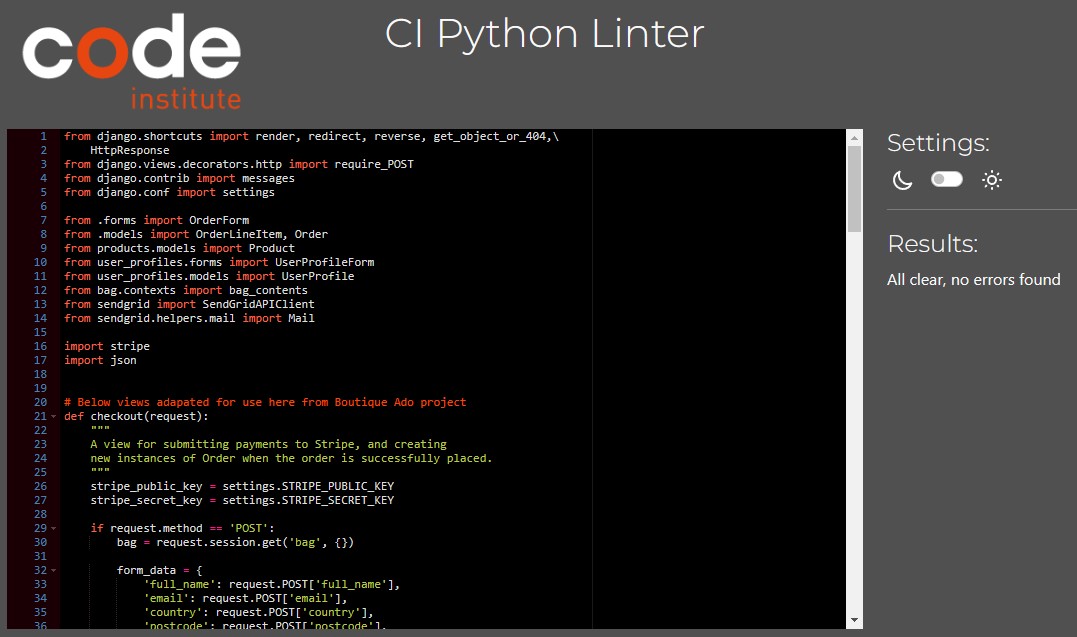 code
institute
CI Python Linter
1 from django.shortcuts import render, redirect, reverse, get_object_or_404,\
2     HttpResponse
3 from django.views.decorators.http import require_POST
4 from django.contrib import messages
5 from django.conf import settings
6
7 from .forms import OrderForm
8 from .models import OrderLineItem, Order
9 from products.models import Product
10 from user_profiles.forms import UserProfileForm
11 from user_profiles.models import UserProfile
12 from bag.contexts import bag_contents
13 from sendgrid import SendGridAPIClient
14 from sendgrid.helpers.mail import Mail
15
16 import stripe
17 import json
18
19
20 # Below views adapated for use here from Boutique Ado project
21 def checkout(request):
22     """
23     A view for submitting payments to Stripe, and creating
24     new instances of Order when the order is successfully placed.
25     """
26     stripe_public_key = settings.STRIPE_PUBLIC_KEY
27     stripe_secret_key = settings.STRIPE_SECRET_KEY
28
29     if request.method == 'POST':
30         bag = request.session.get('bag', {})
31
32         form_data = {
33             'full_name': request.POST['full_name'],
34             'email': request.POST['email'],
35             'country': request.POST['country'],
36             'postcode': request.POST['postcode'],
Settings:
Results:
All clear, no errors found